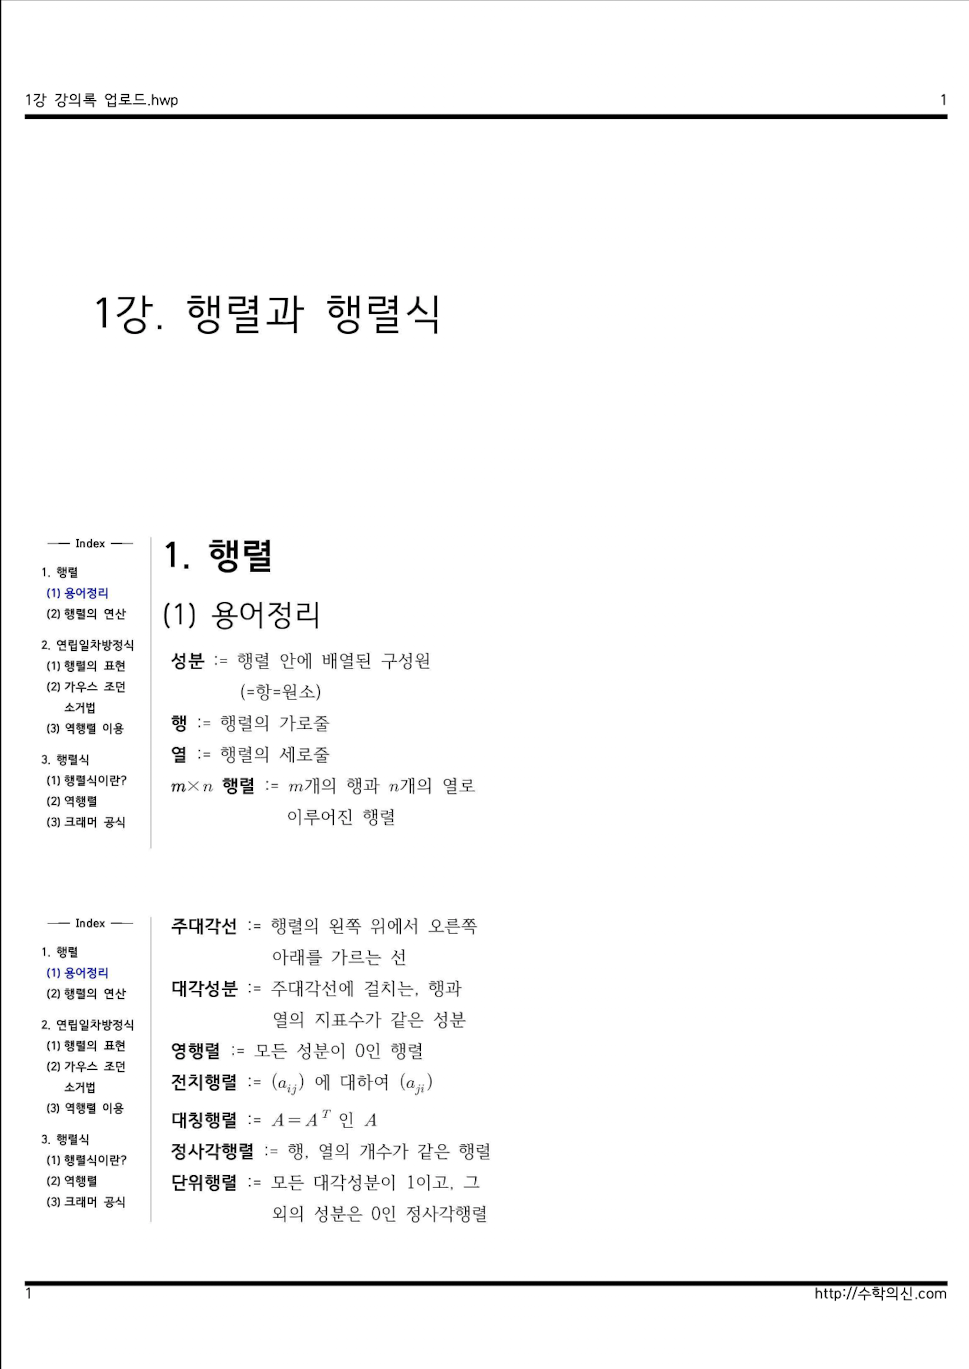 1강 강의록 업로드.hwp
1
1강. 행렬과 행렬식
Index
1. 행렬
(1) 용어정리
(2) 행렬의 연산
2. 연립일차방정식
(1) 행렬의 표현
(2) 가우스 조던
소거법
(3) 역행렬 이용
3. 행렬식
(1) 행렬식이란?
(2) 역행렬
(3) 크래머 공식
1. 행렬
(1) 용어정리
성분 := 행렬 안에 배열된 구성원
(=항=원소)
행 := 행렬의 가로줄
열 := 행렬의 세로줄
m×n 행렬 := m개의 행과 n개의 열로
이루어진 행렬
Index
1. 행렬
(1) 용어정리
(2) 행렬의 연산
2. 연립일차방정식
(1) 행렬의 표현
(2) 가우스 조던
소거법
(3) 역행렬 이용
3. 행렬식
(1) 행렬식이란?
(2) 역행렬
(3) 크래머 공식
주대각선 := 행렬의 왼쪽 위에서 오른쪽
아래를 가르는 선
대각성분 := 주대각선에 걸치는, 행과
열의 지표수가 같은 성분
영행렬 := 모든 성분이 0인 행렬
전치행렬 := (a_{ij}) 에 대하여 (a_{ji})
대칭행렬 := A=A^T 인 A
정사각행렬 := 행, 열의 개수가 같은 행렬
단위행렬 := 모든 대각성분이 1이고, 그
외의 성분은 0인 정사각행렬
1
http://수학의신.com